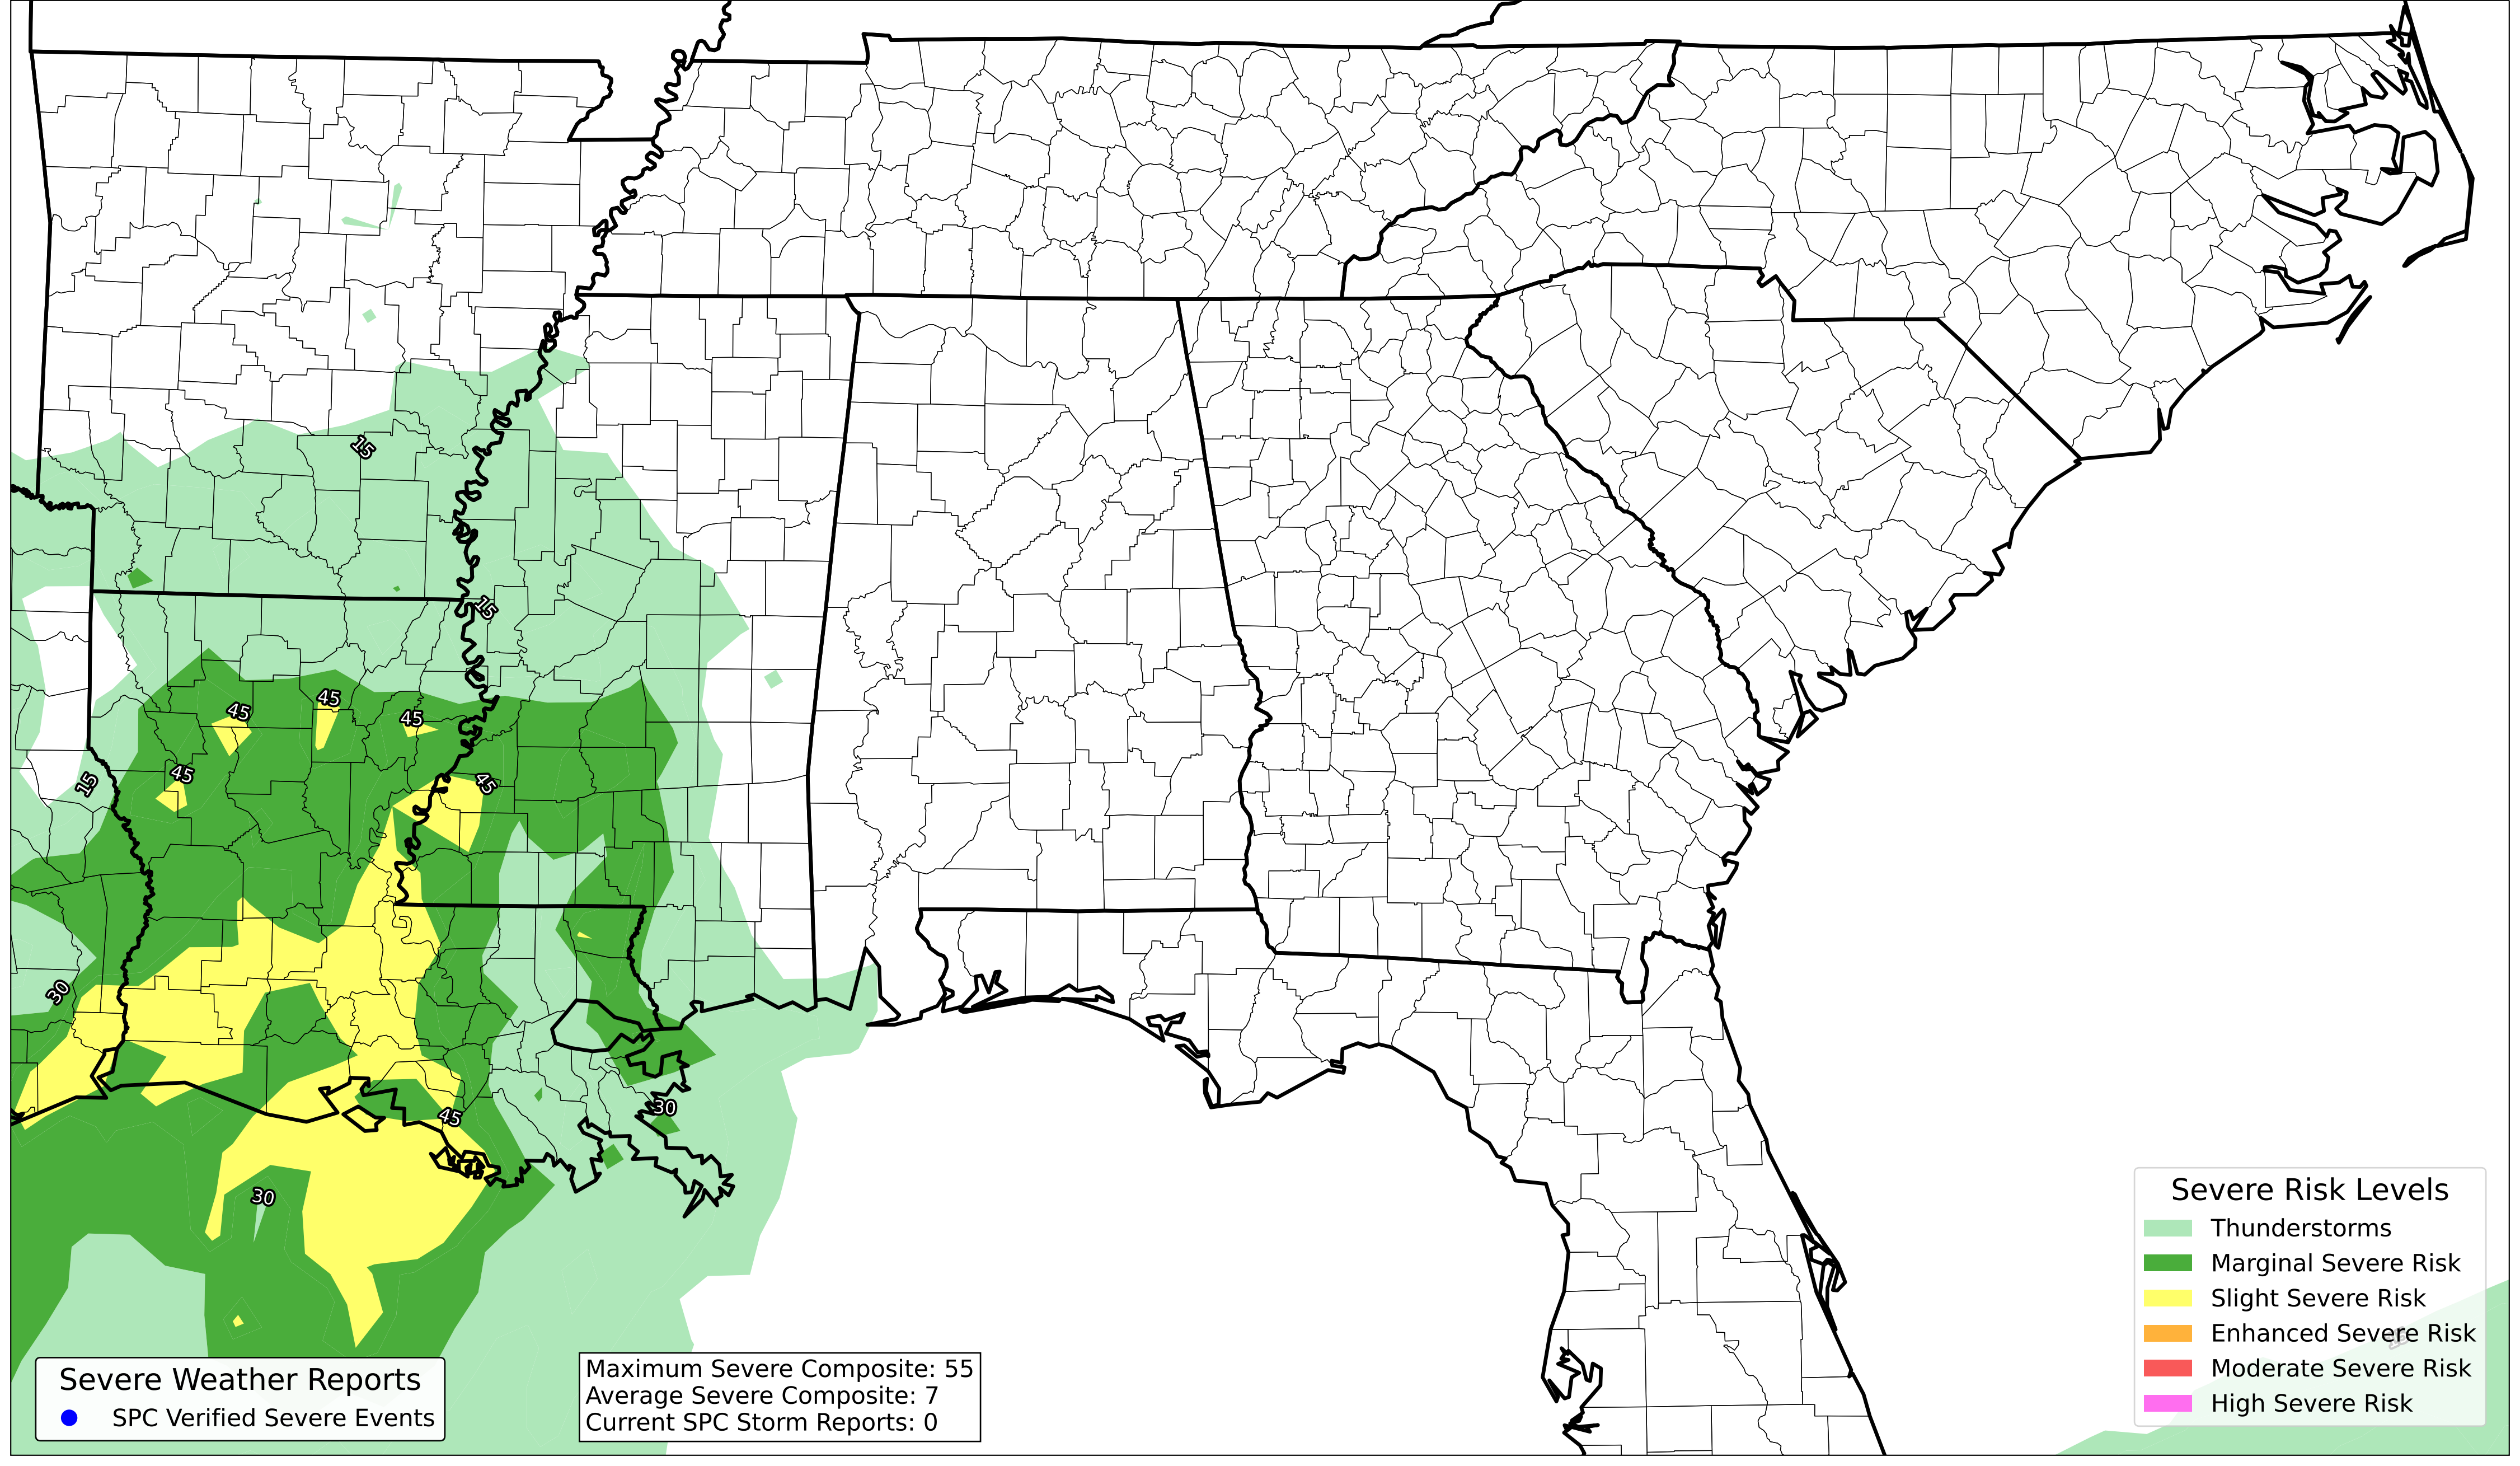 15
15
45
45
45
45
45
15
30
45
30
30
Severe Weather Reports
SPC Verified Severe Events
Maximum Severe Composite: 55
Average Severe Composite: 7
Current SPC Storm Reports: 0
Severe Risk Levels
Thunderstorms
Marginal Severe Risk
Slight Severe Risk
Enhanced Severe Risk
Moderate Severe Risk
High Severe Risk